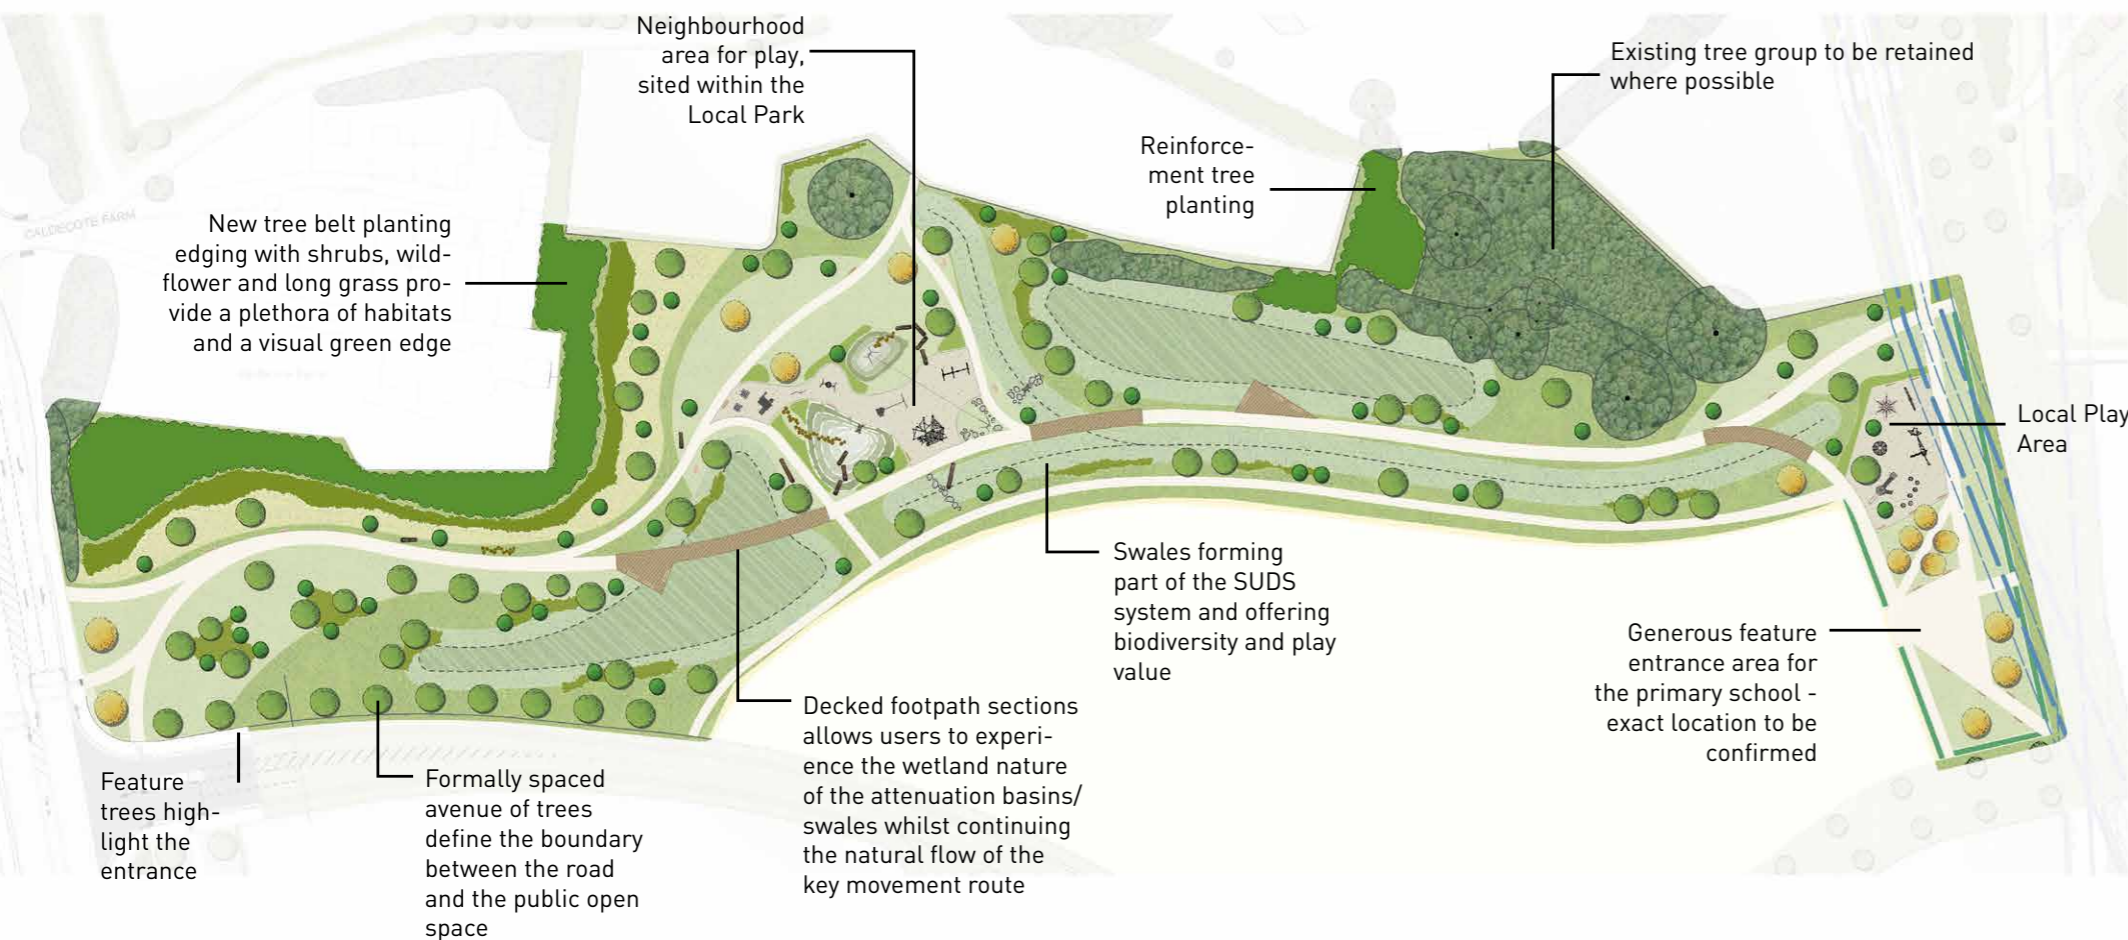 Neighbourhood
area for play,
sited within the
Local Park
Existing tree group to be retained
where possible
Reinforce-
ment tree
planting
CALDECOTE FARM
New tree belt planting
edging with shrubs, wild-
flower and long grass pro-
vide a plethora of habitats
and a visual green edge
Local Play
Area
Swales forming
part of the SUDS
system and offering
biodiversity and play
value
Generous feature
entrance area for
the primary school -
exact location to be
confirmed
Decked footpath sections
allows users to experi-
ence the wetland nature
of the attenuation basins/
swales whilst continuing
the natural flow of the
key movement route
Feature
trees high-
light the
entrance
Formally spaced
avenue of trees
define the boundary
between the road
and the public open
space